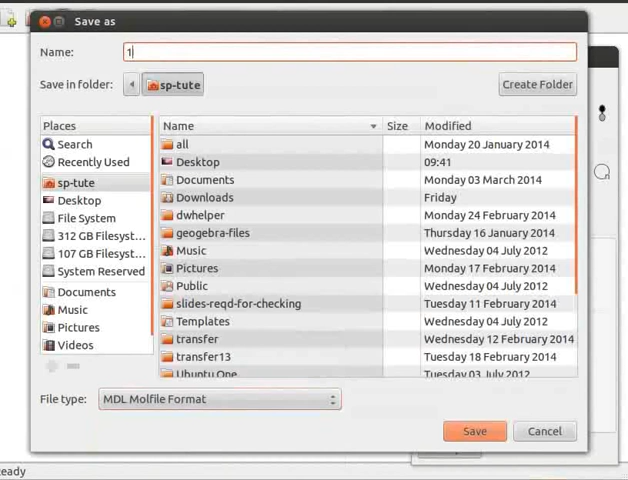 Save as
Name: 1
Save in folder: sp-tute Create Folder
Places Name Size Modified
Search all Monday 20 January 2014
Recently Used Desktop 09:41
sp-tute Documents Monday 03 March 2014
Desktop Downloads Friday
File System dwhelper Monday 24 February 2014
312 GB Filesyst... geogebra-files Thursday 16 January 2014
107 GB Filesyst... Music Wednesday 04 July 2012
System Reserved Pictures Monday 17 February 2014
Documents Public Wednesday 04 July 2012
Music slides-reqd-for-checking Tuesday 11 February 2014
Pictures Templates Wednesday 04 July 2012
Videos transfer Wednesday 12 February 2014
transfer13 Tuesday 18 February 2014
Ubuntu One Tuesday 03 July 2012
File type: MDL Molfile Format
Save Cancel
eady